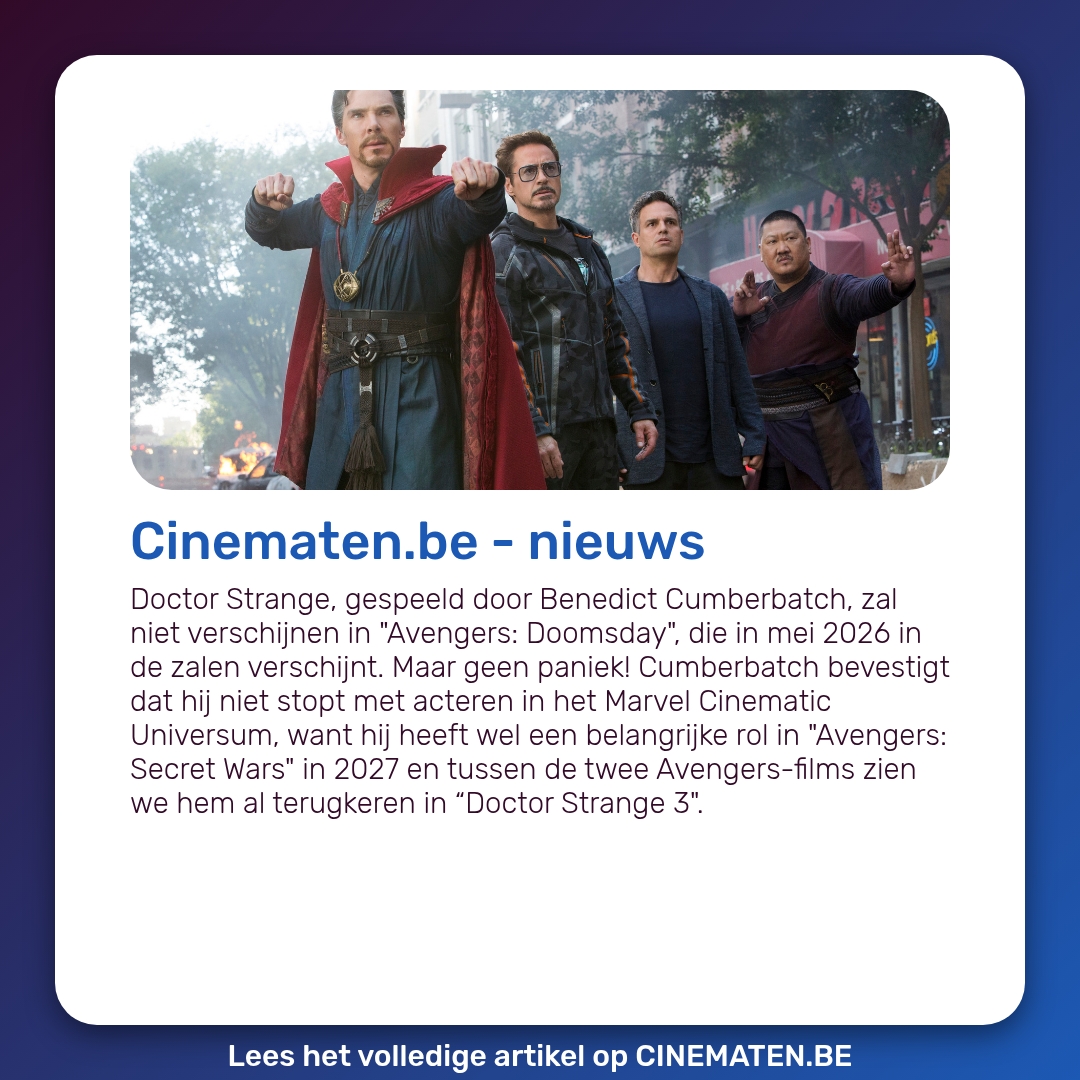 Cinematen.be - nieuws
Doctor Strange, gespeeld door Benedict Cumberbatch, zal
niet verschijnen in "Avengers: Doomsday", die in mei 2026 in
de zalen verschijnt. Maar geen paniek! Cumberbatch bevestigt
dat hij niet stopt met acteren in het Marvel Cinematic
Universum, want hij heeft wel een belangrijke rol in "Avengers:
Secret Wars" in 2027 en tussen de twee Avengers-films zien
we hem al terugkeren in “Doctor Strange 3".
Lees het volledige artikel op CINEMATEN.BE